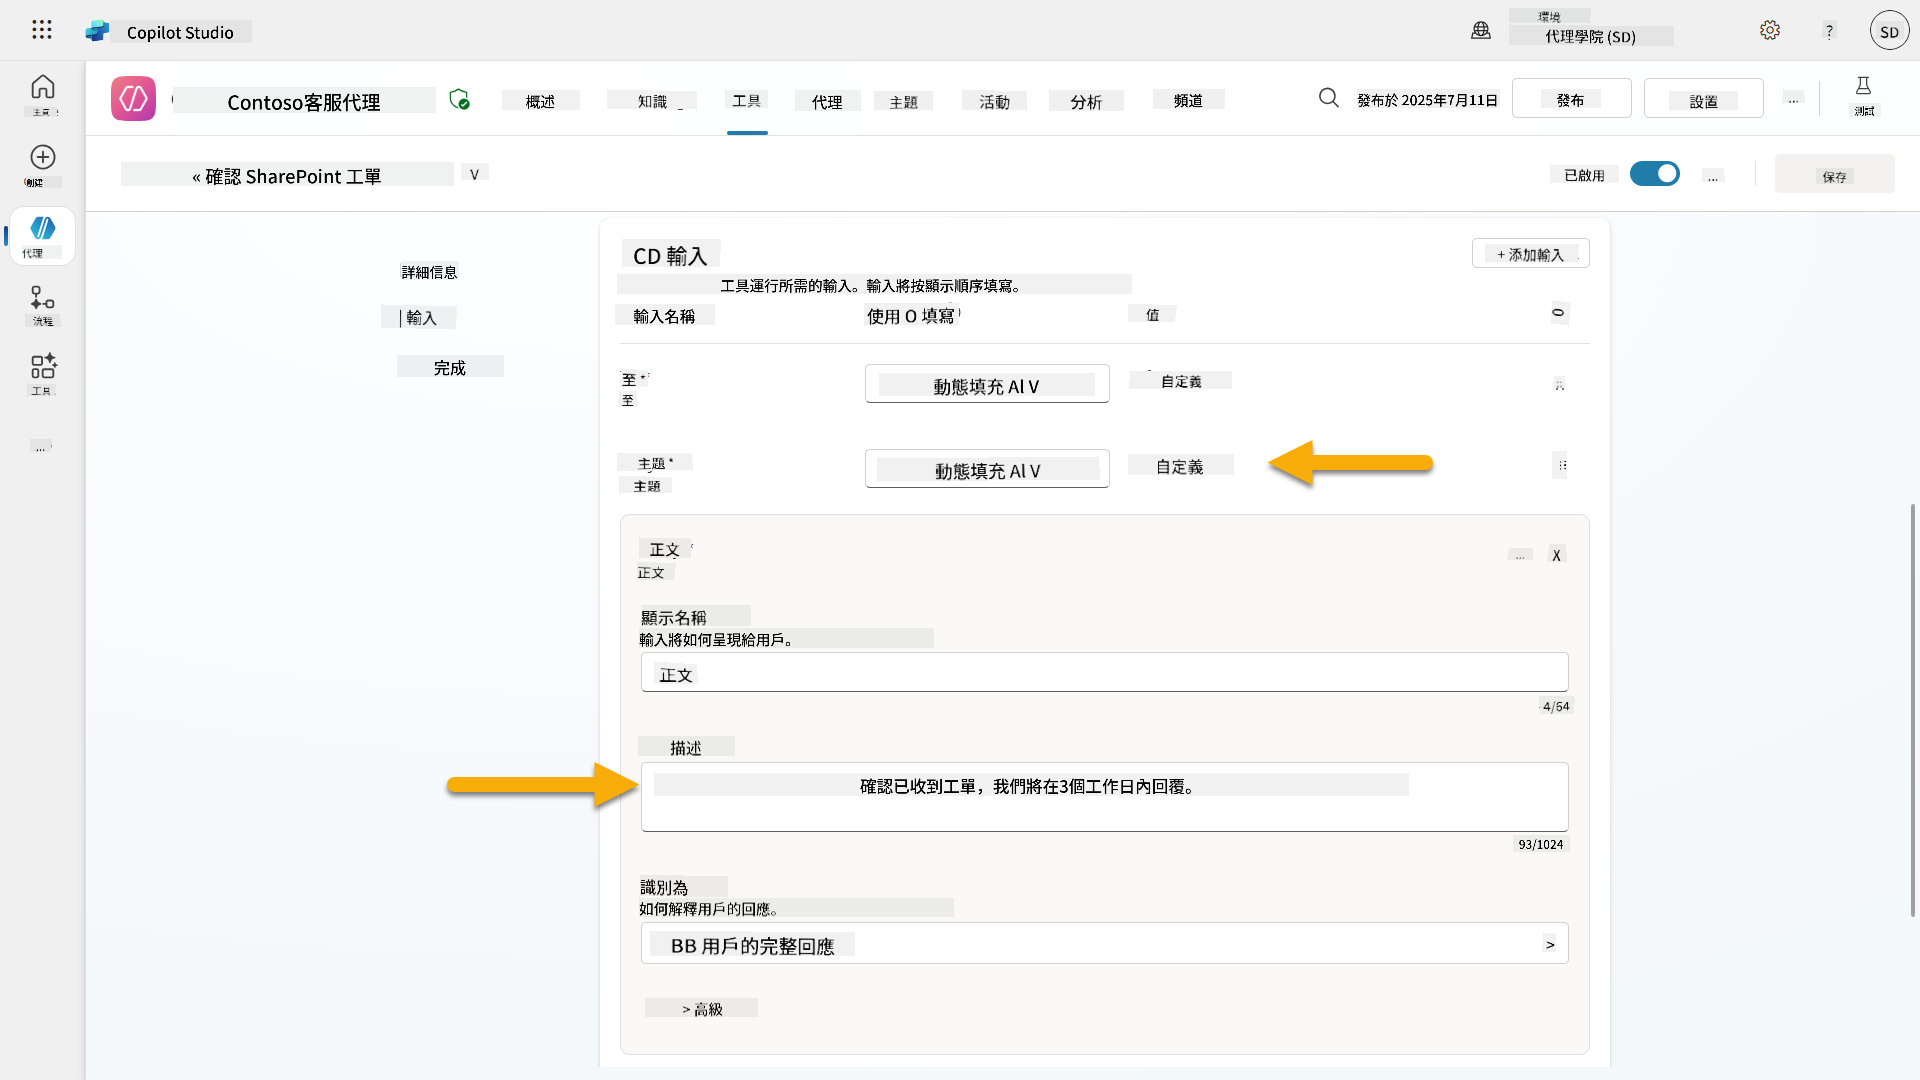 Copilot Studio
環境
代理學院 (SD)
?
SD
主頁
創建
代理
流程
工具
...
Contoso客服代理
概述
知識
工具
代理
主題
活動
分析
頻道
發布於 2025年7月11日
發布
設置
...
測試
« 確認 SharePoint 工單
V
已啟用
...
保存
詳細信息
| 輸入
完成
CD 輸入
+ 添加輸入
工具運行所需的輸入。輸入將按顯示順序填寫。
輸入名稱
使用 O 填寫
值
至 *
至
動態填充 Al V
自定義
主題 *
主題
動態填充 Al V
自定義
正文
正文
...
X
顯示名稱
輸入將如何呈現給用戶。
正文
4/64
描述
確認已收到工單，我們將在3個工作日內回覆。
93/1024
識別為
如何解釋用戶的回應。
BB 用戶的完整回應
>
> 高級